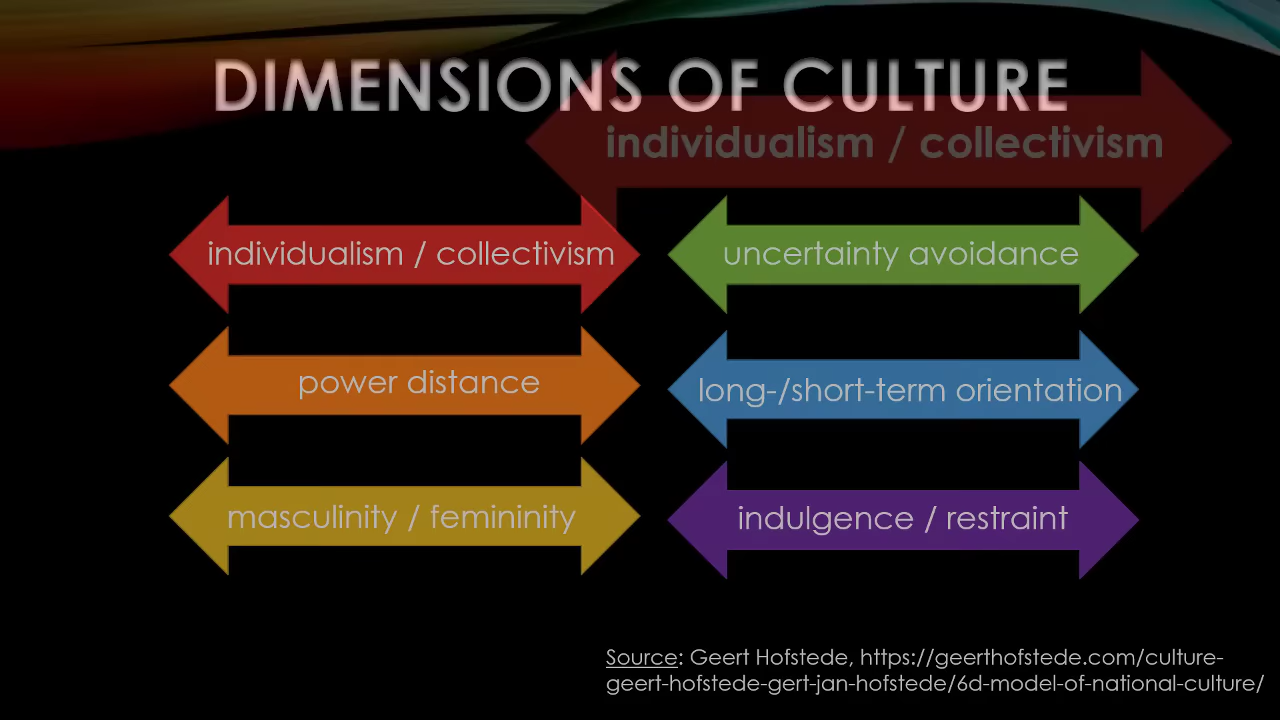 DIMENSIONS OF CULTURE
individualism / collectivism
individualism / collectivism
uncertainty avoidance
power distance
long-/short-term orientation
masculinity / femininity
indulgence / restraint
Source: Geert Hofstede, https://geerthofstede.com/culture-
geert-hofstede-gert-jan-hofstede/6d-model-of-national-culture/